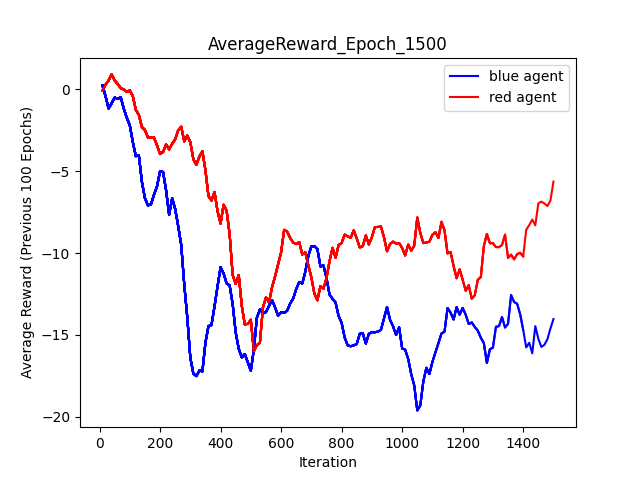 AverageReward_Epoch_1500
blue agent
red agent
Average Reward (Previous 100 Epochs)
0
−5
−10
−15
−20
0 200 400 600 800 1000 1200 1400
Iteration